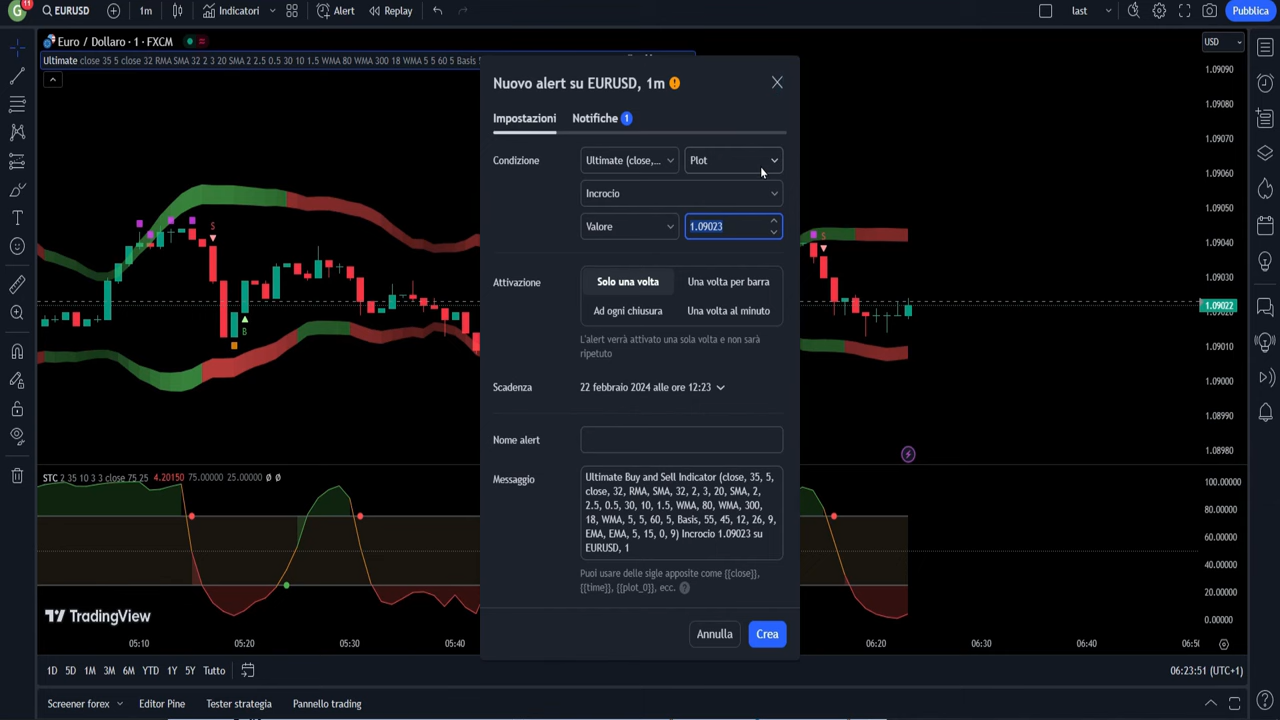 G
11
EURUSD
1m
Indicatori
Alert
Replay
last
Pubblica
Euro / Dollaro · 1 · FXCM
Ultimate close 35 5 close 32 RMA SMA 32 2 3 20 SMA 2 2.5 0.5 30 10 1.5 WMA 80 WMA 300 18 WMA 5 5 60 5 Basis 5
USD
1.09090
1.09080
1.09070
1.09060
1.09050
1.09040
1.09030
1.09022
1.09010
1.09000
1.08990
1.08980
S
B
S
Nuovo alert su EURUSD, 1m
Impostazioni
Notifiche 1
Condizione
Ultimate (close,...
Plot
Incrocio
Valore
1.09023
Attivazione
Solo una volta
Una volta per barra
Ad ogni chiusura
Una volta al minuto
L'alert verrà attivato una sola volta e non sarà
ripetuto
Scadenza
22 febbraio 2024 alle ore 12:23
Nome alert
Messaggio
Ultimate Buy and Sell Indicator (close, 35, 5,
close, 32, RMA, SMA, 32, 2, 3, 20, SMA, 2,
2.5, 0.5, 30, 10, 1.5, WMA, 80, WMA, 300,
18, WMA, 5, 5, 60, 5, Basis, 55, 45, 12, 26, 9,
EMA, EMA, 5, 15, 0, 9) Incrocio 1.09023 su
EURUSD, 1
Puoi usare delle sigle apposite come {{close}},
{{time}}, {{plot_0}}, ecc.
Annulla
Crea
STC 2 35 10 3 3 close 75 25 4.20150 75.00000 25.00000 ø ø
100.00000
80.00000
60.00000
40.00000
20.00000
0.00000
TradingView
05:10
05:20
05:30
05:40
06:20
06:30
06:40
06:50
1D 5D 1M 3M 6M YTD 1Y 5Y Tutto
06:23:51 (UTC+1)
Screener forex
Editor Pine
Tester strategia
Pannello trading